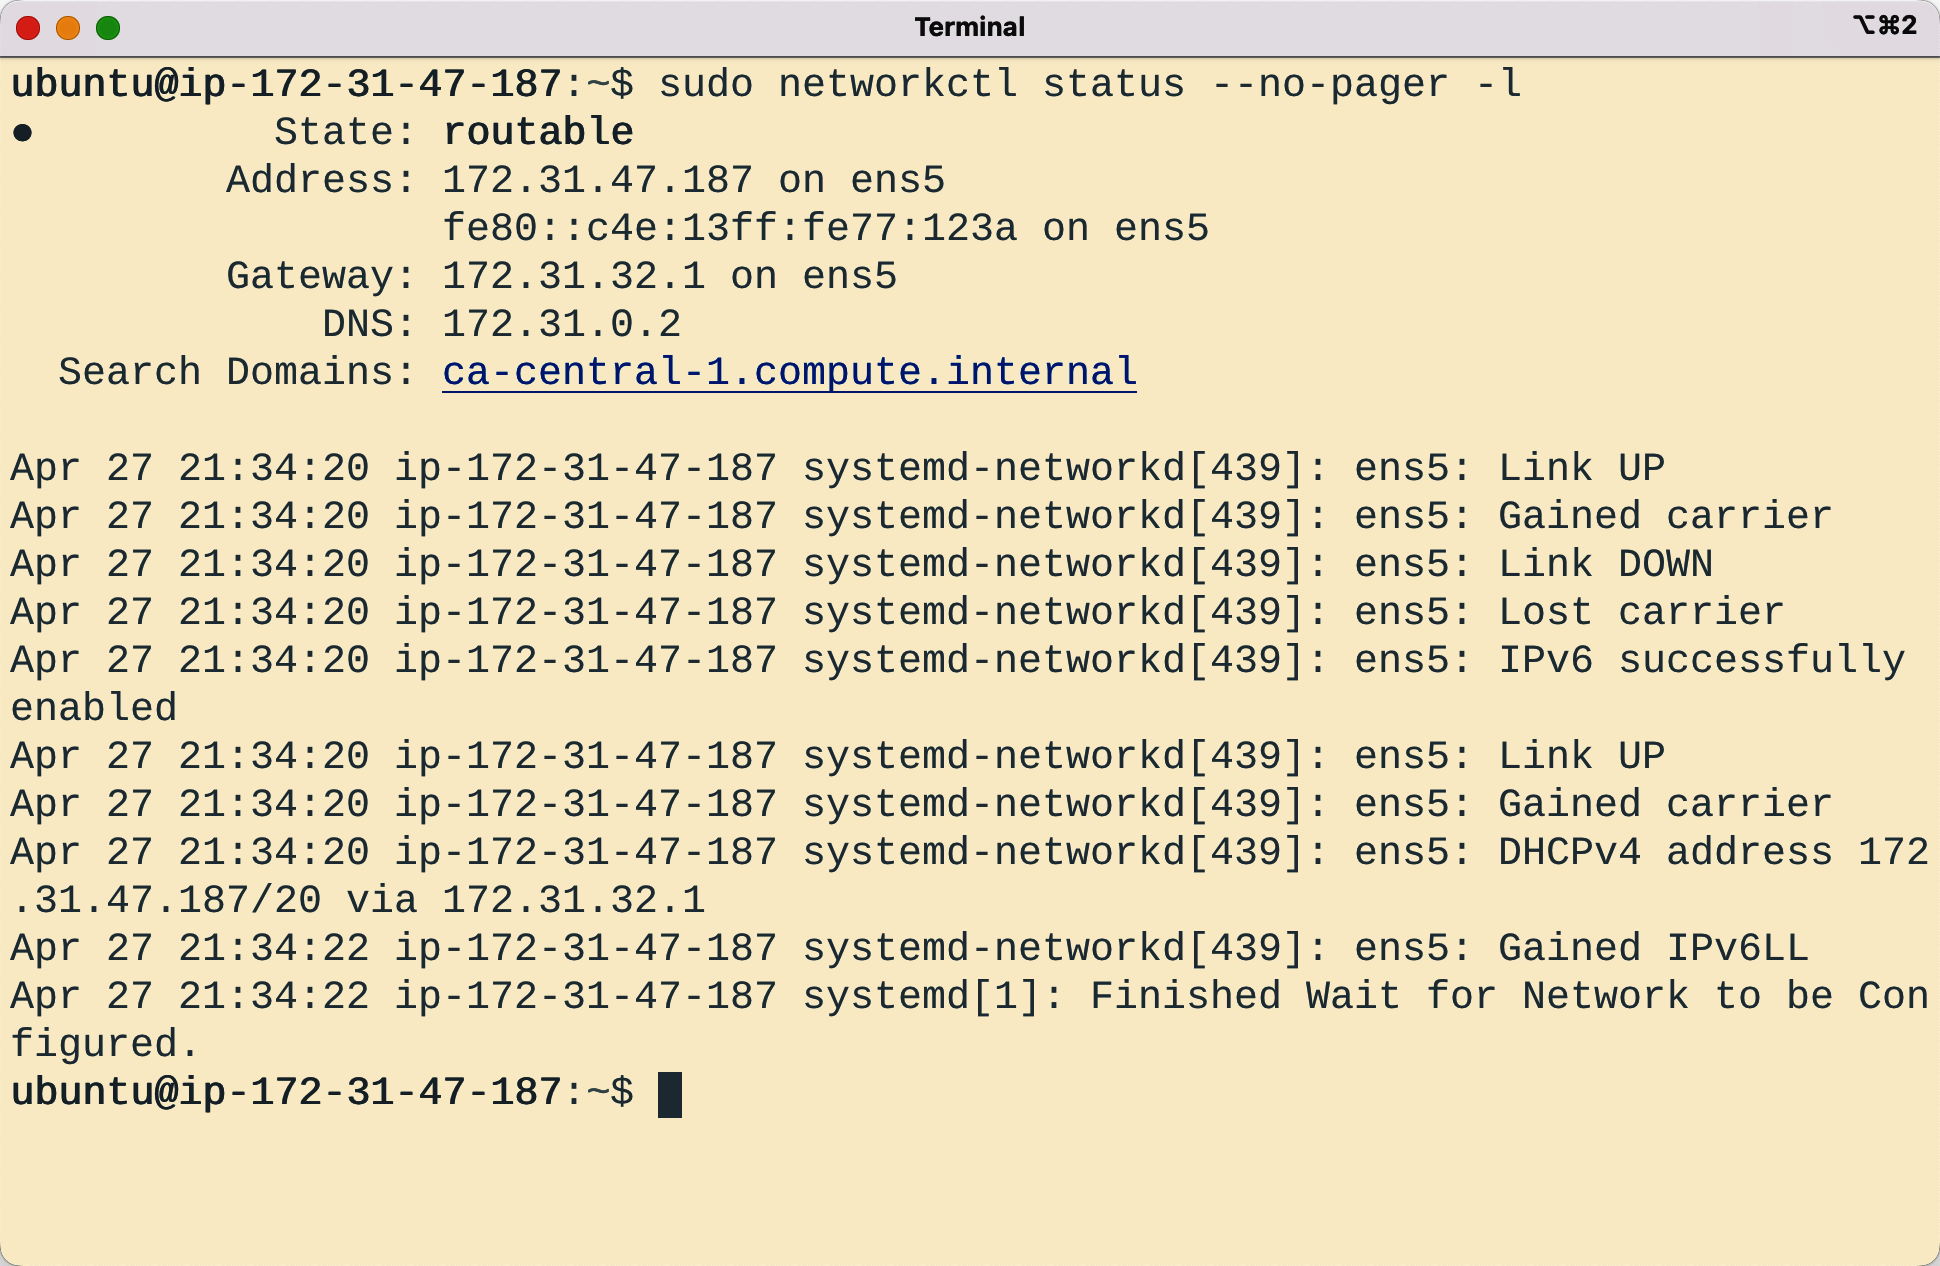 Terminal
⌥⌘2
ubuntu@ip-172-31-47-187:~$ sudo networkctl status --no-pager -l
●          State: routable
         Address: 172.31.47.187 on ens5
                  fe80::c4e:13ff:fe77:123a on ens5
         Gateway: 172.31.32.1 on ens5
             DNS: 172.31.0.2
  Search Domains: ca-central-1.compute.internal

Apr 27 21:34:20 ip-172-31-47-187 systemd-networkd[439]: ens5: Link UP
Apr 27 21:34:20 ip-172-31-47-187 systemd-networkd[439]: ens5: Gained carrier
Apr 27 21:34:20 ip-172-31-47-187 systemd-networkd[439]: ens5: Link DOWN
Apr 27 21:34:20 ip-172-31-47-187 systemd-networkd[439]: ens5: Lost carrier
Apr 27 21:34:20 ip-172-31-47-187 systemd-networkd[439]: ens5: IPv6 successfully
enabled
Apr 27 21:34:20 ip-172-31-47-187 systemd-networkd[439]: ens5: Link UP
Apr 27 21:34:20 ip-172-31-47-187 systemd-networkd[439]: ens5: Gained carrier
Apr 27 21:34:20 ip-172-31-47-187 systemd-networkd[439]: ens5: DHCPv4 address 172
.31.47.187/20 via 172.31.32.1
Apr 27 21:34:22 ip-172-31-47-187 systemd-networkd[439]: ens5: Gained IPv6LL
Apr 27 21:34:22 ip-172-31-47-187 systemd[1]: Finished Wait for Network to be Con
figured.
ubuntu@ip-172-31-47-187:~$